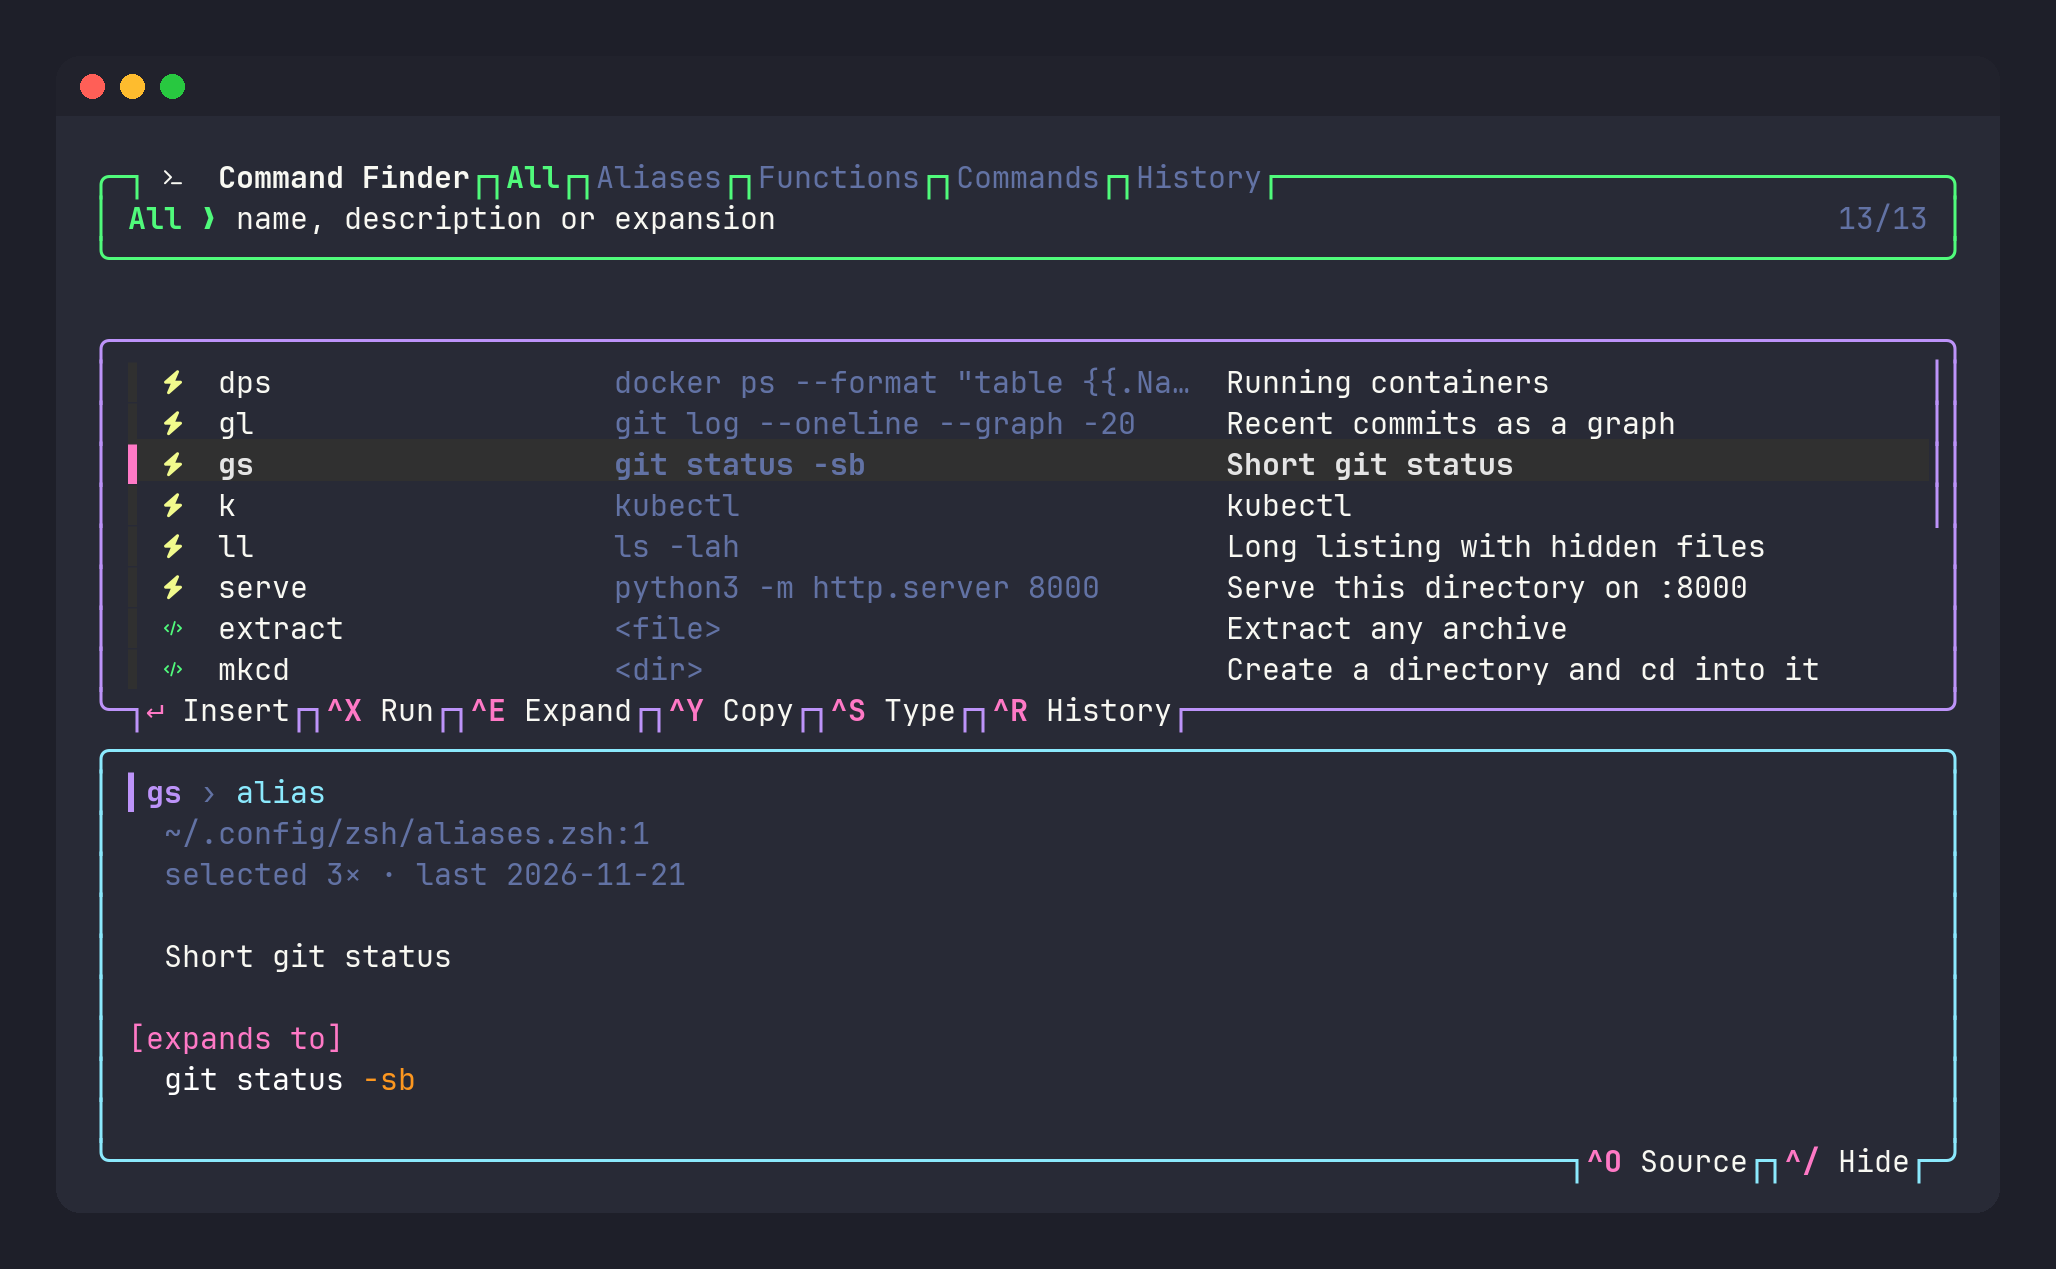 >_ Command Finder All Aliases Functions Commands History
All ❯ name, description or expansion 13/13
dps docker ps --format "table {{.Na… Running containers
gl git log --oneline --graph -20 Recent commits as a graph
gs git status -sb Short git status
k kubectl kubectl
ll ls -lah Long listing with hidden files
serve python3 -m http.server 8000 Serve this directory on :8000
</> extract <file> Extract any archive
</> mkcd <dir> Create a directory and cd into it
↵ Insert ^X Run ^E Expand ^Y Copy ^S Type ^R History
gs › alias
~/.config/zsh/aliases.zsh:1
selected 3× · last 2026-11-21
Short git status
[expands to]
git status -sb
^O Source ^/ Hide